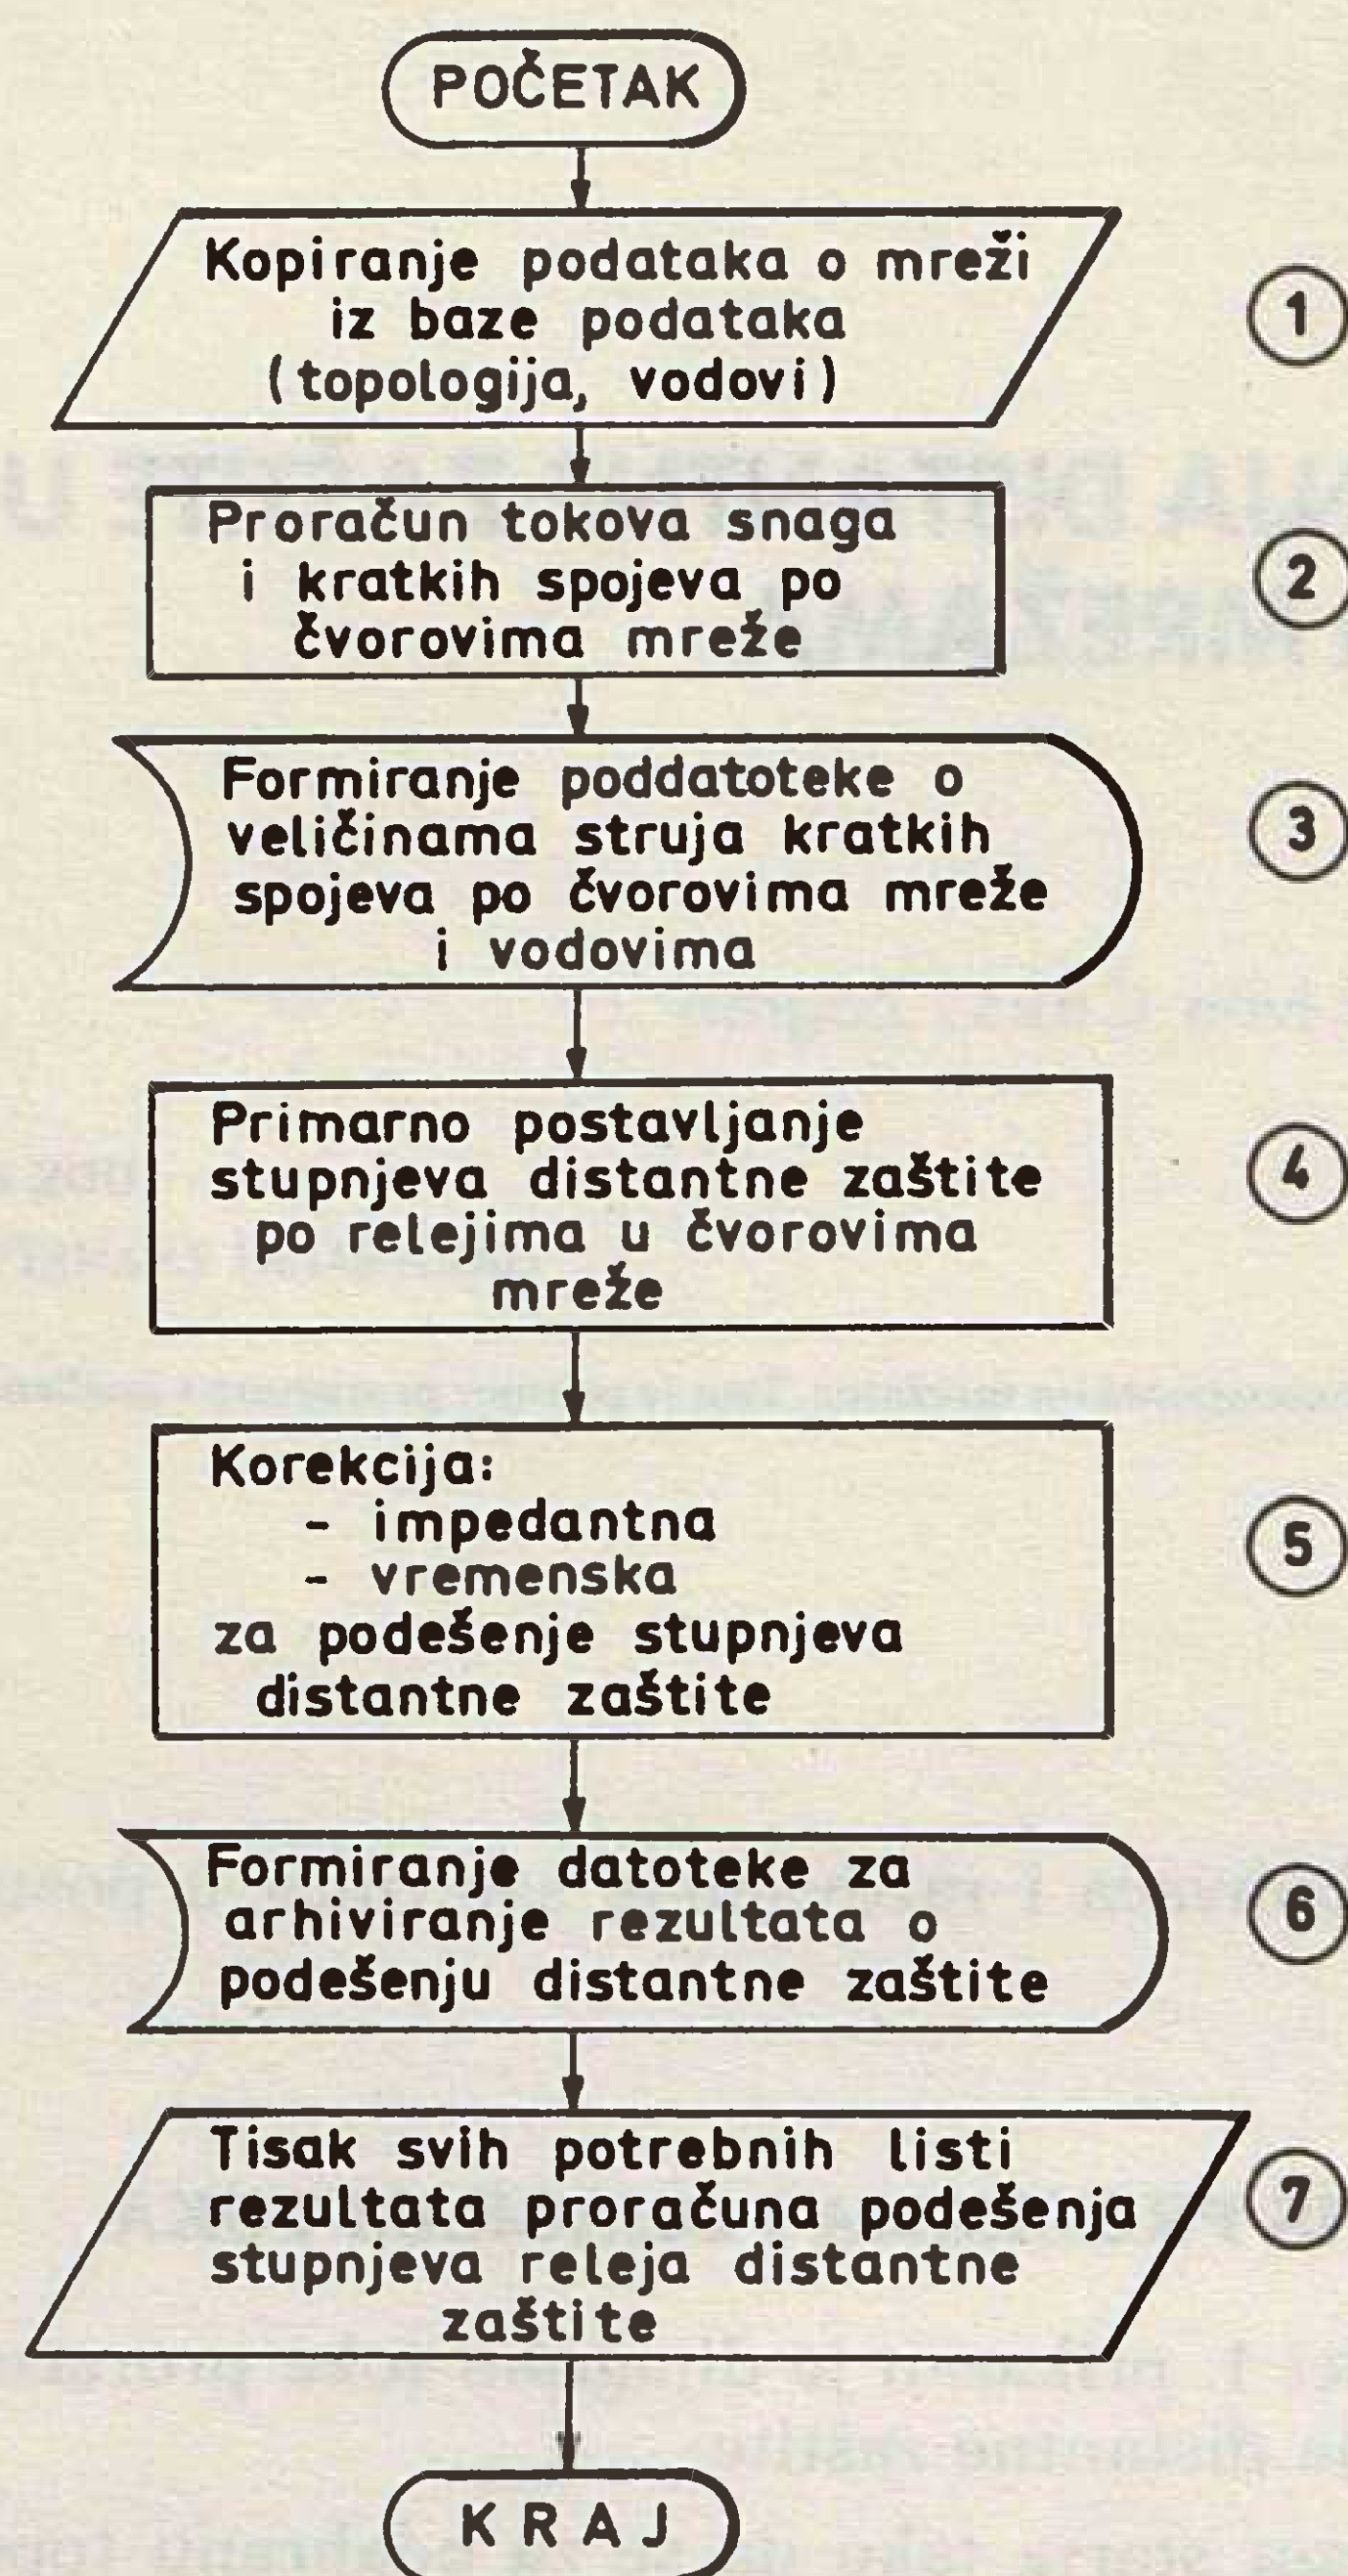 POČETAK
Kopiranje podataka o mreži
iz baze podataka
(topologija, vodovi)
1
Proračun tokova snaga
i kratkih spojeva po
čvorovima mreže
2
Formiranje poddatoteke o
veličinama struja kratkih
spojeva po čvorovima mreže
i vodovima
3
Primarno postavljanje
stupnjeva distantne zaštite
po relejima u čvorovima
mreže
4
Korekcija:
- impedantna
- vremenska
za podešenje stupnjeva
distantne zaštite
5
Formiranje datoteke za
arhiviranje rezultata o
podešenju distantne zaštite
6
Tisak svih potrebnih listi
rezultata proračuna podešenja
stupnjeva releja distantne
zaštite
7
KRAJ